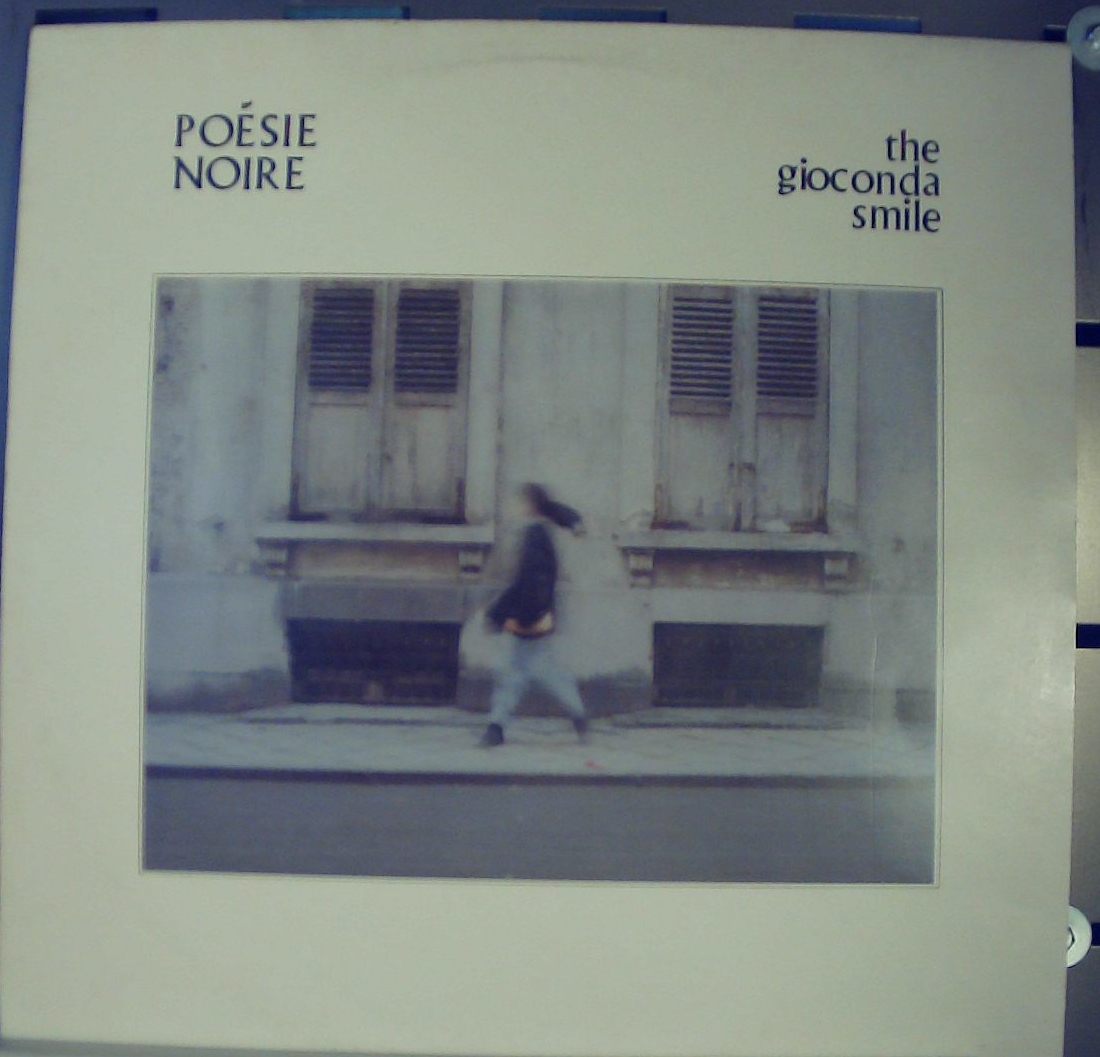 POÉSIE
NOIRE
the
gioconda
smile